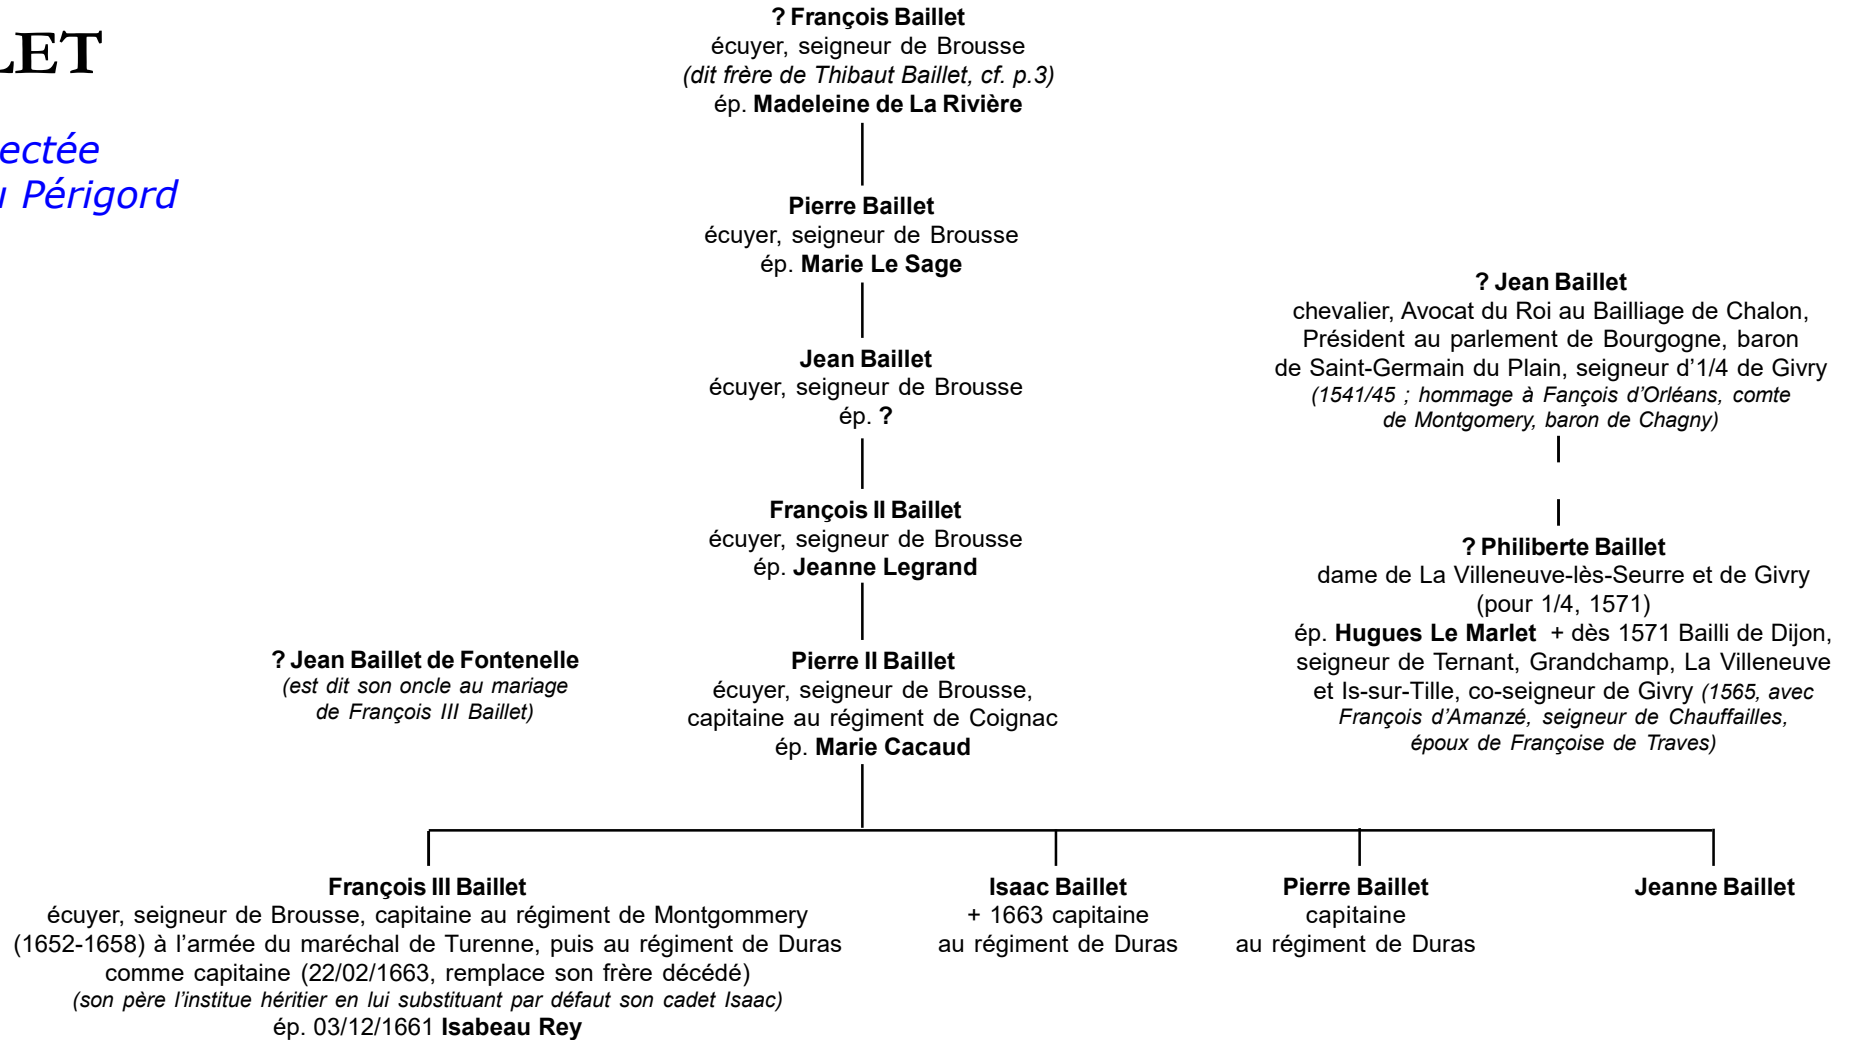 LET
ectée
u Périgord
? François Baillet
écuyer, seigneur de Brousse
(dit frère de Thibaut Baillet, cf. p.3)
ép. Madeleine de La Rivière
Pierre Baillet
écuyer, seigneur de Brousse
ép. Marie Le Sage
Jean Baillet
écuyer, seigneur de Brousse
ép. ?
François II Baillet
écuyer, seigneur de Brousse
ép. Jeanne Legrand
? Jean Baillet de Fontenelle
(est dit son oncle au mariage
de François III Baillet)
Pierre II Baillet
écuyer, seigneur de Brousse,
capitaine au régiment de Coignac
ép. Marie Cacaud
? Jean Baillet
chevalier, Avocat du Roi au Bailliage de Chalon,
Président au parlement de Bourgogne, baron
de Saint-Germain du Plain, seigneur d'1/4 de Givry
(1541/45 ; hommage à Fançois d'Orléans, comte
de Montgomery, baron de Chagny)
? Philiberte Baillet
dame de La Villeneuve-lès-Seurre et de Givry
(pour 1/4, 1571)
ép. Hugues Le Marlet + dès 1571 Bailli de Dijon,
seigneur de Ternant, Grandchamp, La Villeneuve
et Is-sur-Tille, co-seigneur de Givry (1565, avec
François d'Amanzé, seigneur de Chauffailles,
époux de Françoise de Traves)
François III Baillet
écuyer, seigneur de Brousse, capitaine au régiment de Montgommery
(1652-1658) à l'armée du maréchal de Turenne, puis au régiment de Duras
comme capitaine (22/02/1663, remplace son frère décédé)
(son père l'institue héritier en lui substituant par défaut son cadet Isaac)
ép. 03/12/1661 Isabeau Rey
Isaac Baillet
+ 1663 capitaine
au régiment de Duras
Pierre Baillet
capitaine
au régiment de Duras
Jeanne Baillet